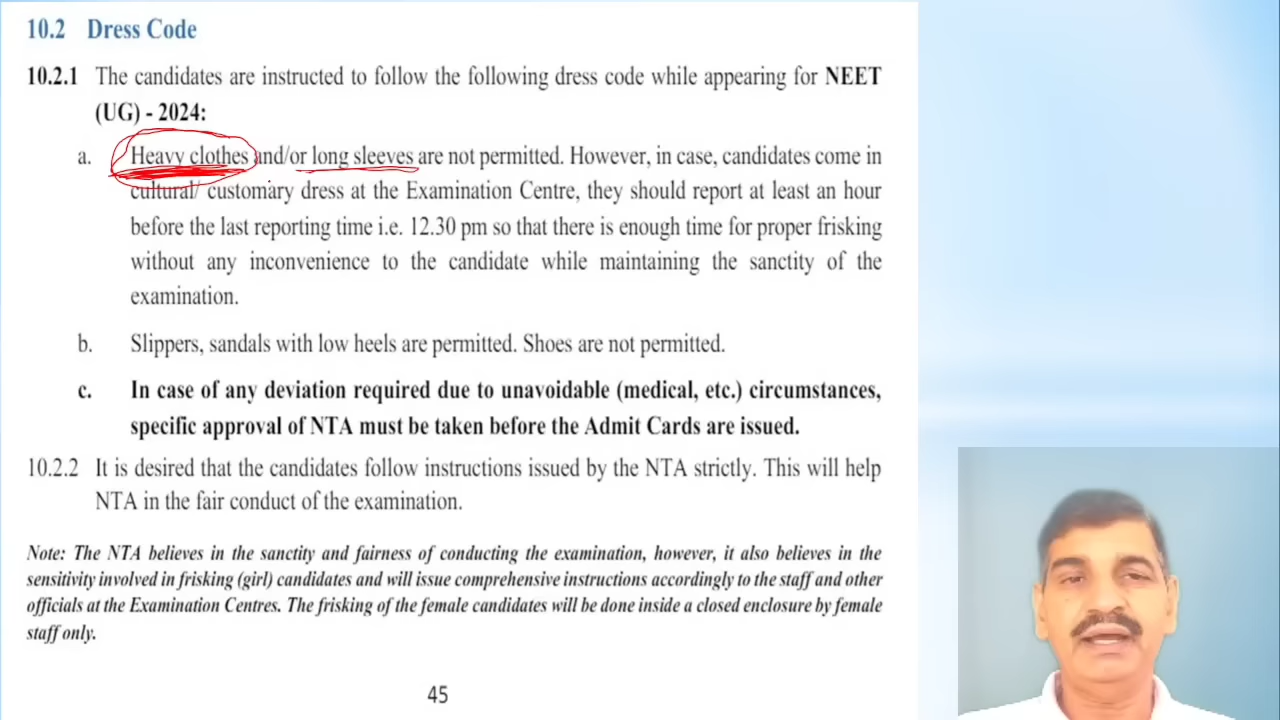 10.2 Dress Code
10.2.1 The candidates are instructed to follow the following dress code while appearing for NEET
(UG) - 2024:
a. Heavy clothes and/or long sleeves are not permitted. However, in case, candidates come in
cultural/ customary dress at the Examination Centre, they should report at least an hour
before the last reporting time i.e. 12.30 pm so that there is enough time for proper frisking
without any inconvenience to the candidate while maintaining the sanctity of the
examination.
b. Slippers, sandals with low heels are permitted. Shoes are not permitted.
c. In case of any deviation required due to unavoidable (medical, etc.) circumstances,
specific approval of NTA must be taken before the Admit Cards are issued.
10.2.2 It is desired that the candidates follow instructions issued by the NTA strictly. This will help
NTA in the fair conduct of the examination.
Note: The NTA believes in the sanctity and fairness of conducting the examination, however, it also believes in the
sensitivity involved in frisking (girl) candidates and will issue comprehensive instructions accordingly to the staff and other
officials at the Examination Centres. The frisking of the female candidates will be done inside a closed enclosure by female
staff only.
45